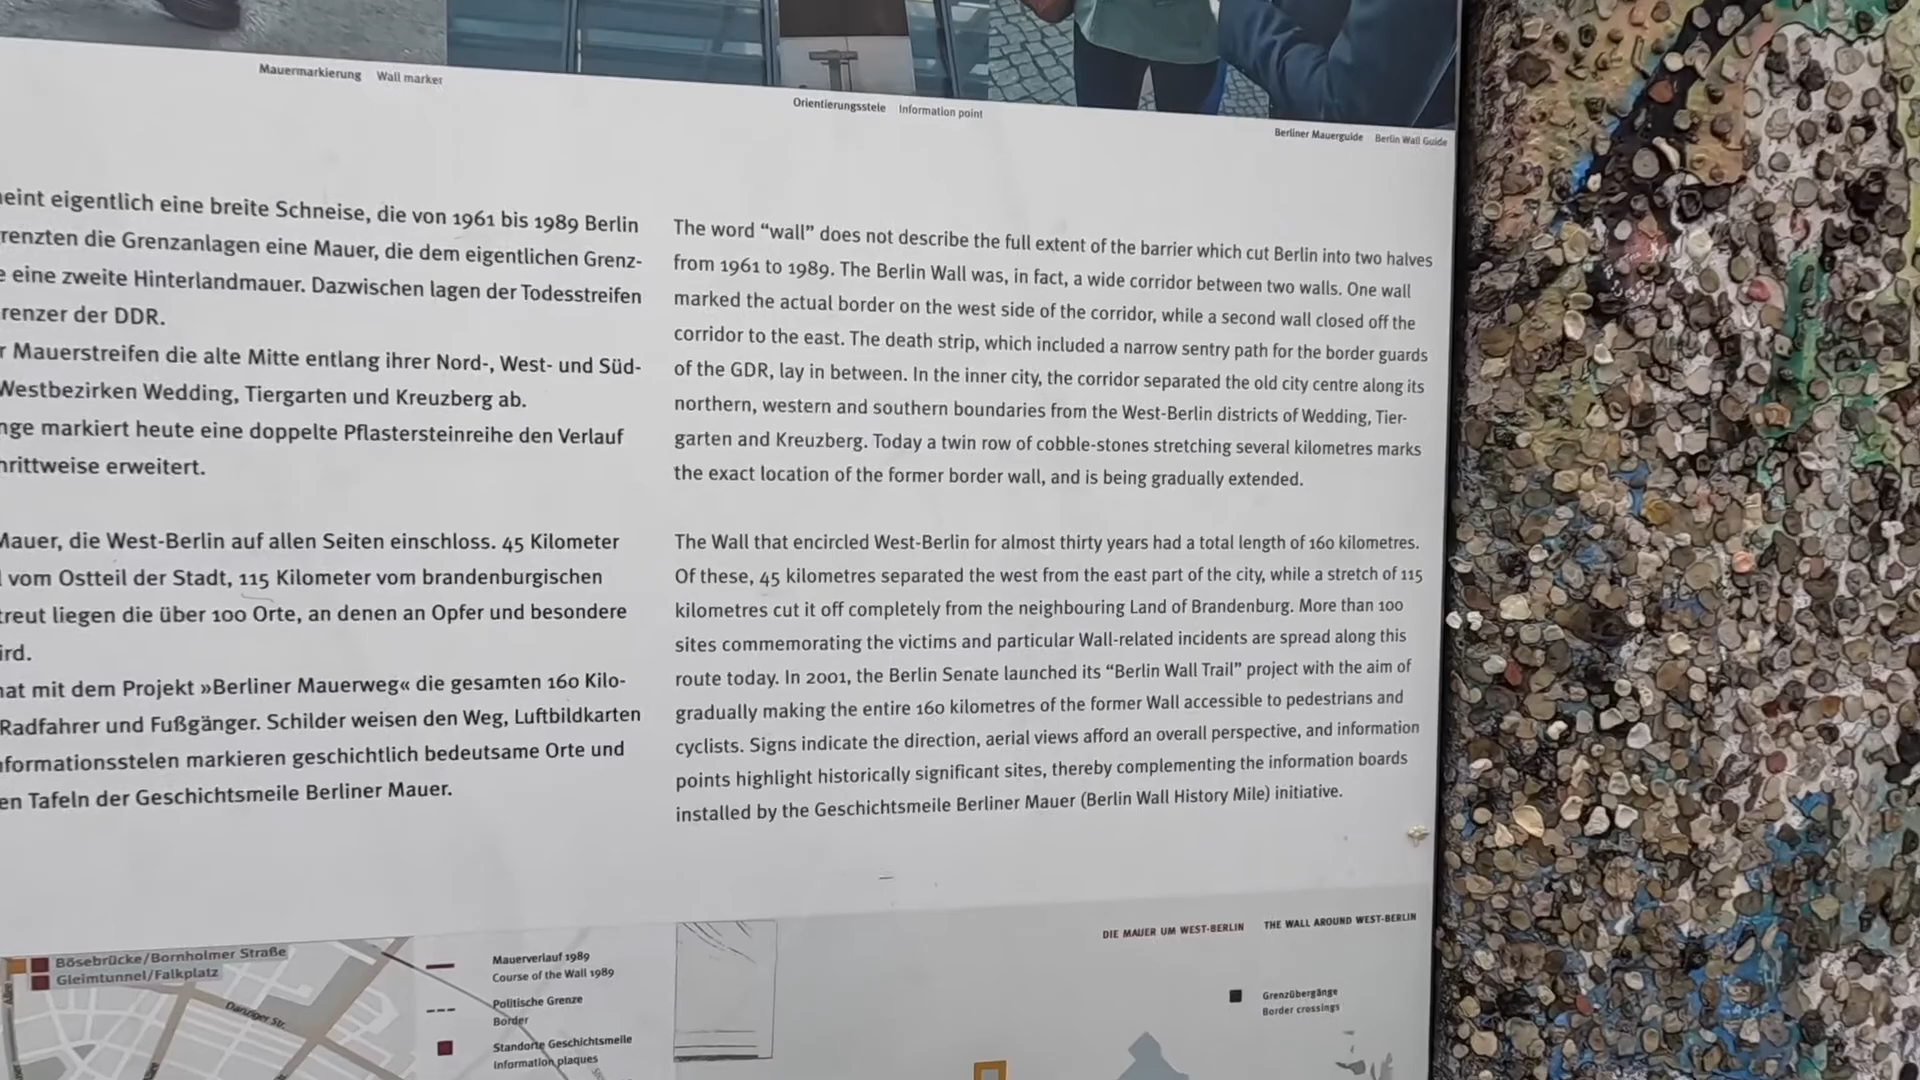 Mauermarkierung Wall marker
Orientierungsstele Information point
Berliner Mauerguide Berlin Wall Guide
eint eigentlich eine breite Schneise, die von 1961 bis 1989 Berlin
renzten die Grenzanlagen eine Mauer, die dem eigentlichen Grenz-
e eine zweite Hinterlandmauer. Dazwischen lagen der Todesstreifen
renzer der DDR.
r Mauerstreifen die alte Mitte entlang ihrer Nord-, West- und Süd-
Westbezirken Wedding, Tiergarten und Kreuzberg ab.
nge markiert heute eine doppelte Pflastersteinreihe den Verlauf
hrittweise erweitert.
Mauer, die West-Berlin auf allen Seiten einschloss. 45 Kilometer
l vom Ostteil der Stadt, 115 Kilometer vom brandenburgischen
treut liegen die über 100 Orte, an denen an Opfer und besondere
ird.
hat mit dem Projekt »Berliner Mauerweg« die gesamten 160 Kilo-
Radfahrer und Fußgänger. Schilder weisen den Weg, Luftbildkarten
nformationsstelen markieren geschichtlich bedeutsame Orte und
en Tafeln der Geschichtsmeile Berliner Mauer.
The word “wall” does not describe the full extent of the barrier which cut Berlin into two halves
from 1961 to 1989. The Berlin Wall was, in fact, a wide corridor between two walls. One wall
marked the actual border on the west side of the corridor, while a second wall closed off the
corridor to the east. The death strip, which included a narrow sentry path for the border guards
of the GDR, lay in between. In the inner city, the corridor separated the old city centre along its
northern, western and southern boundaries from the West-Berlin districts of Wedding, Tier-
garten and Kreuzberg. Today a twin row of cobble-stones stretching several kilometres marks
the exact location of the former border wall, and is being gradually extended.
The Wall that encircled West-Berlin for almost thirty years had a total length of 160 kilometres.
Of these, 45 kilometres separated the west from the east part of the city, while a stretch of 115
kilometres cut it off completely from the neighbouring Land of Brandenburg. More than 100
sites commemorating the victims and particular Wall-related incidents are spread along this
route today. In 2001, the Berlin Senate launched its “Berlin Wall Trail” project with the aim of
gradually making the entire 160 kilometres of the former Wall accessible to pedestrians and
cyclists. Signs indicate the direction, aerial views afford an overall perspective, and information
points highlight historically significant sites, thereby complementing the information boards
installed by the Geschichtsmeile Berliner Mauer (Berlin Wall History Mile) initiative.
Bösebrücke/Bornholmer Straße
Gleimtunnel/Falkplatz
Danziger Str.
Mauerverlauf 1989
Course of the Wall 1989
Politische Grenze
Border
Standorte Geschichtsmeile
Information plaques
DIE MAUER UM WEST-BERLIN THE WALL AROUND WEST-BERLIN
Grenzübergänge
Border crossings